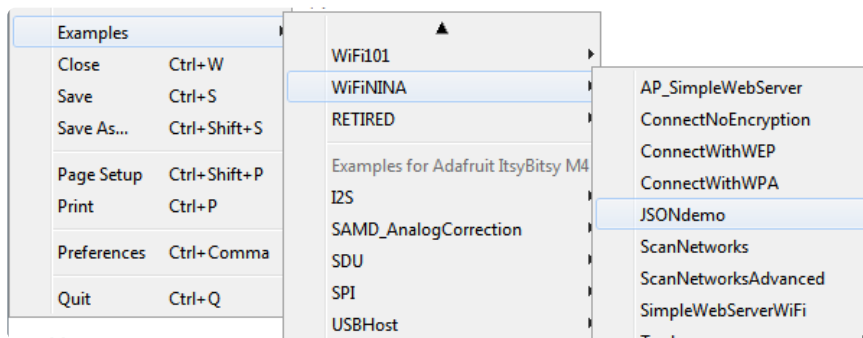 Examples
Close Ctrl+W
Save Ctrl+S
Save As... Ctrl+Shift+S
Page Setup Ctrl+Shift+P
Print Ctrl+P
Preferences Ctrl+Comma
Quit Ctrl+Q
WiFi101
WiFiNINA
RETIRED
Examples for Adafruit ItsyBitsy M4
I2S
SAMD_AnalogCorrection
SDU
SPI
USBHost
AP_SimpleWebServer
ConnectNoEncryption
ConnectWithWEP
ConnectWithWPA
JSONdemo
ScanNetworks
ScanNetworksAdvanced
SimpleWebServerWiFi